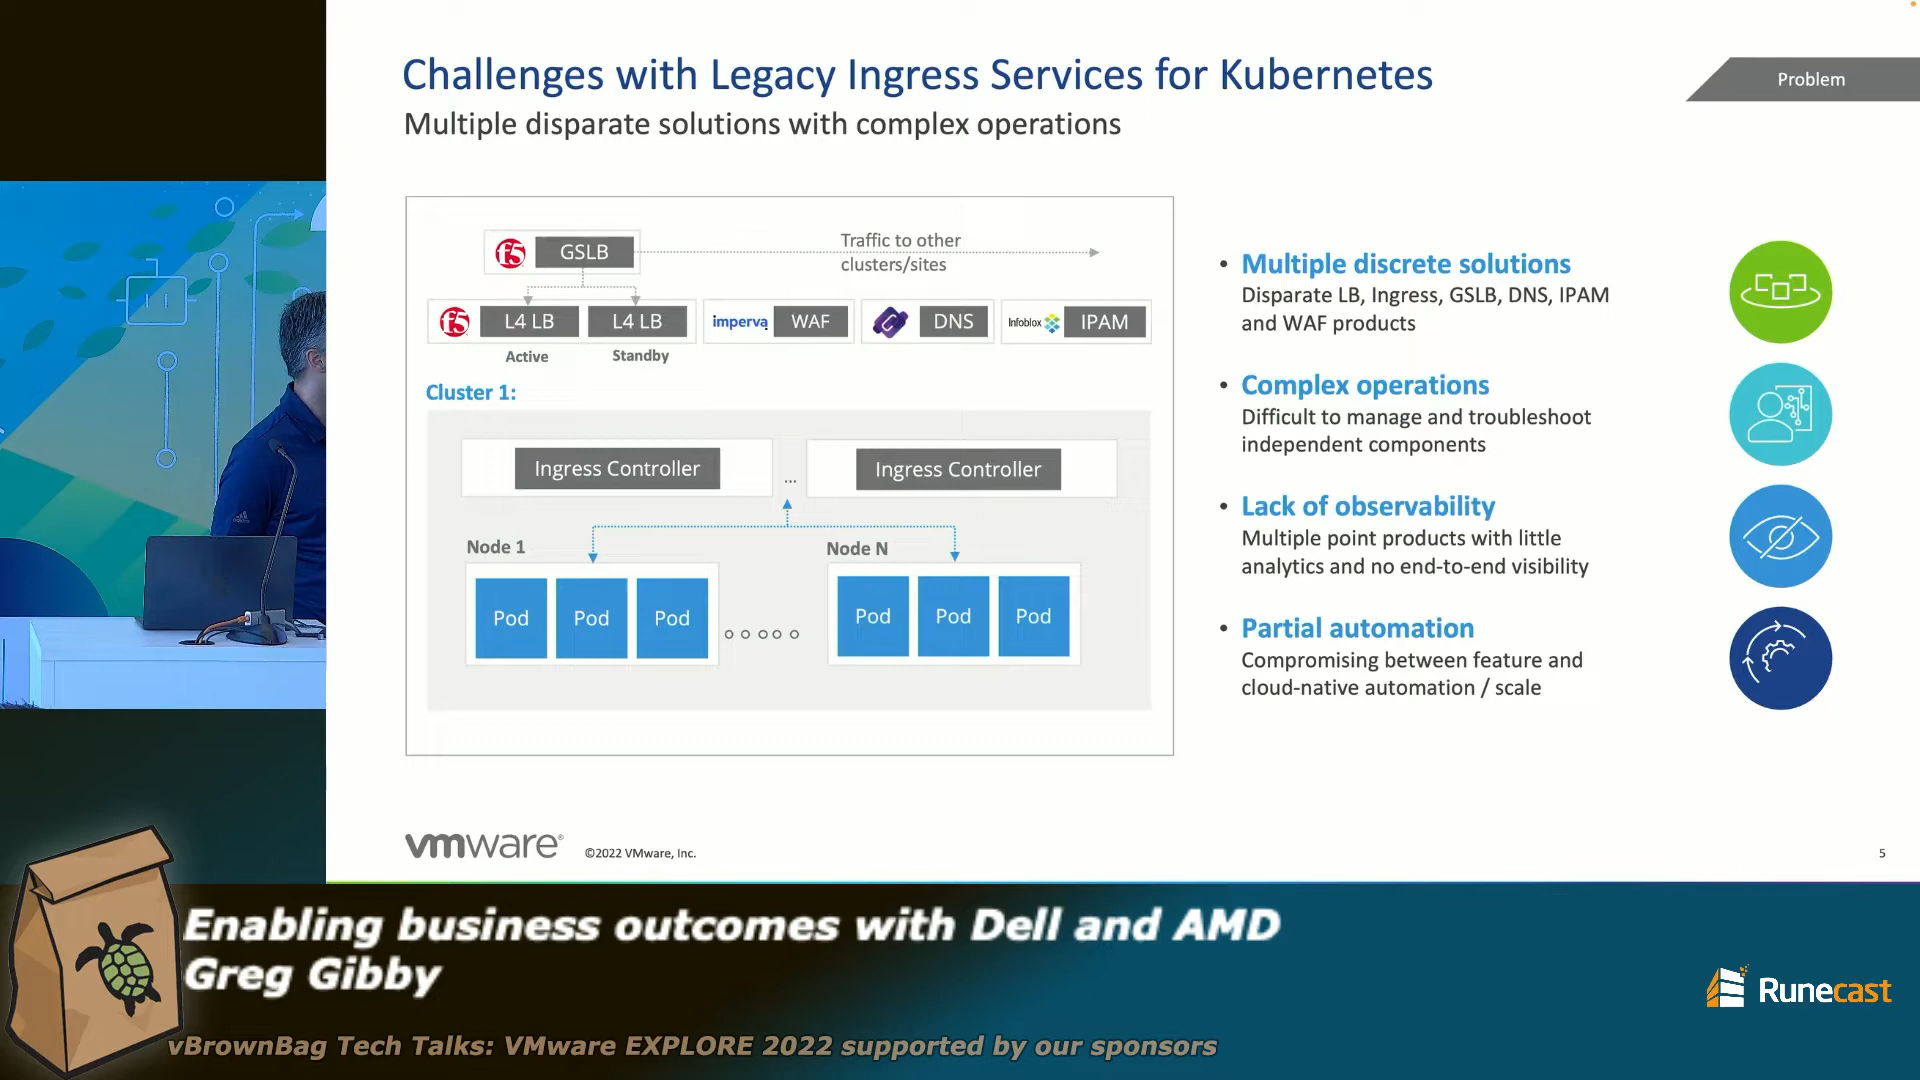 Challenges with Legacy Ingress Services for Kubernetes
Problem
Multiple disparate solutions with complex operations
f5 GSLB
Traffic to other
clusters/sites
f5 L4 LB L4 LB imperva WAF DNS Infoblox IPAM
Active Standby
Cluster 1:
Ingress Controller ... Ingress Controller
Node 1 Node N
Pod Pod Pod Pod Pod Pod
• Multiple discrete solutions
Disparate LB, Ingress, GSLB, DNS, IPAM
and WAF products
• Complex operations
Difficult to manage and troubleshoot
independent components
• Lack of observability
Multiple point products with little
analytics and no end-to-end visibility
• Partial automation
Compromising between feature and
cloud-native automation / scale
vmware® ©2022 VMware, Inc. 5
Enabling business outcomes with Dell and AMD
Greg Gibby
Runecast
vBrownBag Tech Talks: VMware EXPLORE 2022 supported by our sponsors